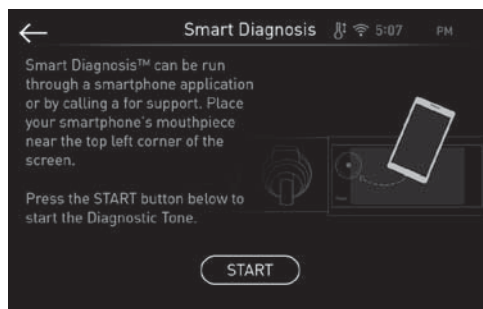 Smart Diagnosis 5:07 PM
Smart Diagnosis™ can be run
through a smartphone application
or by calling a for support. Place
your smartphone's mouthpiece
near the top left corner of the
screen.
Press the START button below to
start the Diagnostic Tone.
START